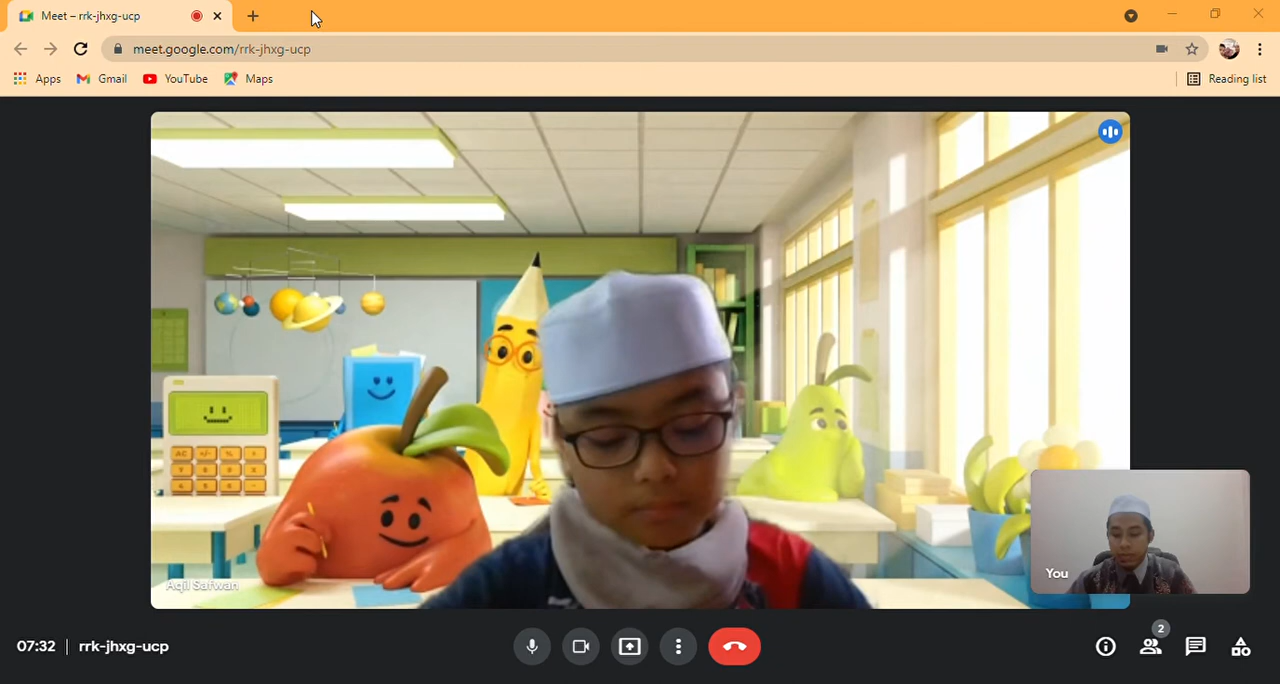 Meet – rrk-jhxg-ucp
meet.google.com/rrk-jhxg-ucp
Apps Gmail YouTube Maps Reading list
AC +/- %
Aqil Safwan
You
07:32 | rrk-jhxg-ucp
2